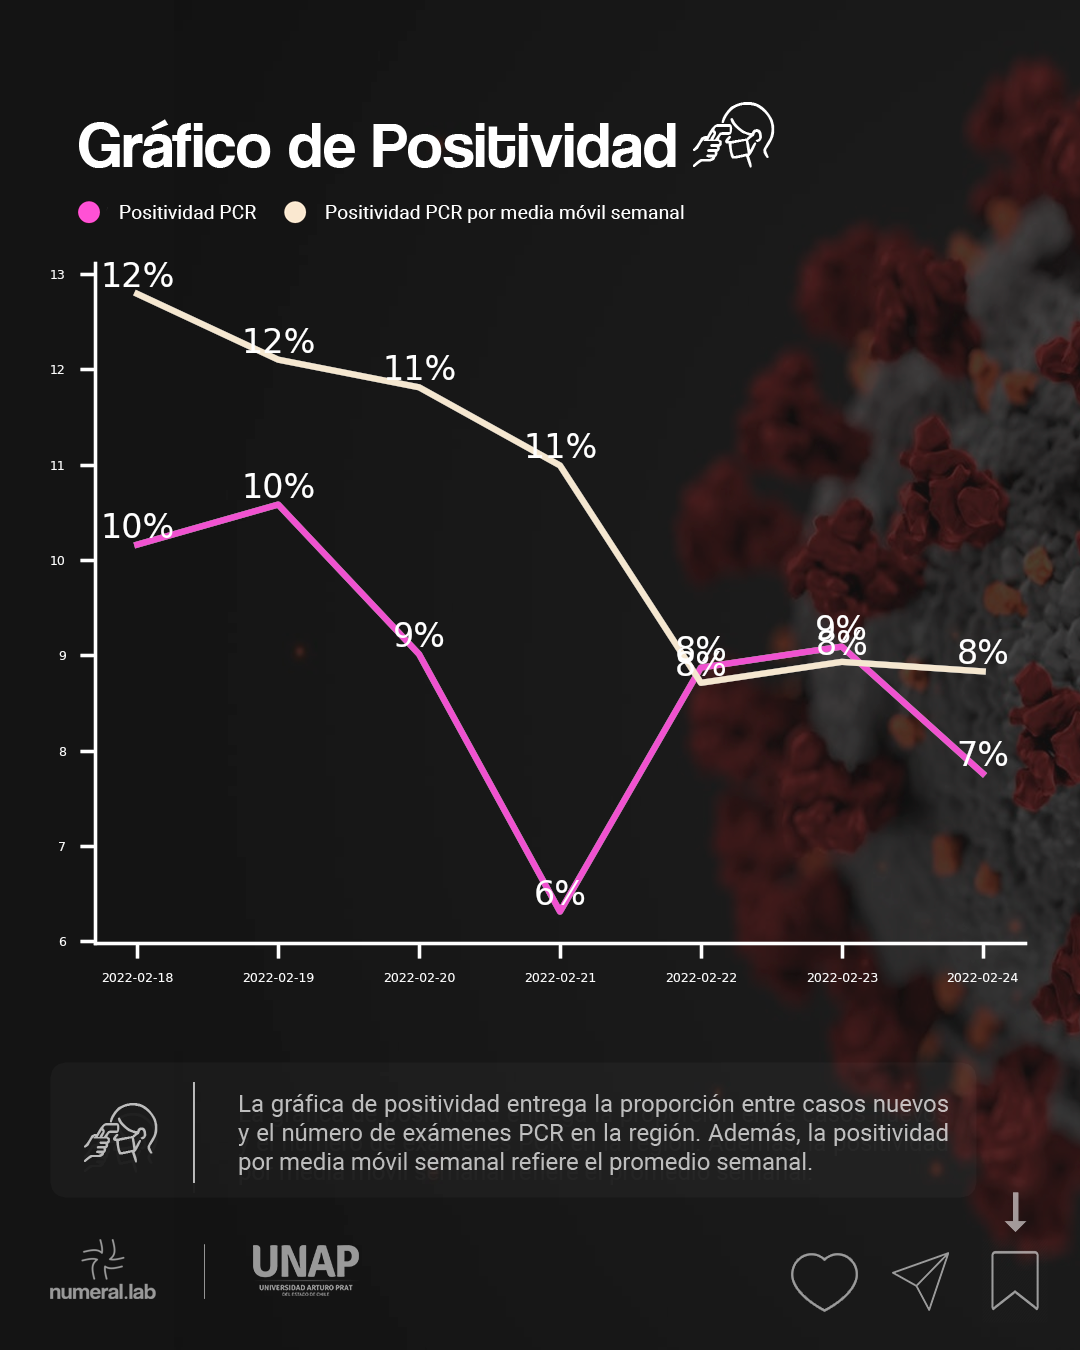 Gráfico de Positividad
Positividad PCR
Positividad PCR por media móvil semanal
13
12
11
10
9
8
7
6
12%
12%
11%
11%
8%
8%
8%
10%
10%
9%
6%
8%
9%
7%
2022-02-18
2022-02-19
2022-02-20
2022-02-21
2022-02-22
2022-02-23
2022-02-24
La gráfica de positividad entrega la proporción entre casos nuevos
y el número de exámenes PCR en la región. Además, la positividad
por media móvil semanal refiere el promedio semanal.
numeral.lab
UNAP
UNIVERSIDAD ARTURO PRAT
DEL ESTADO DE CHILE